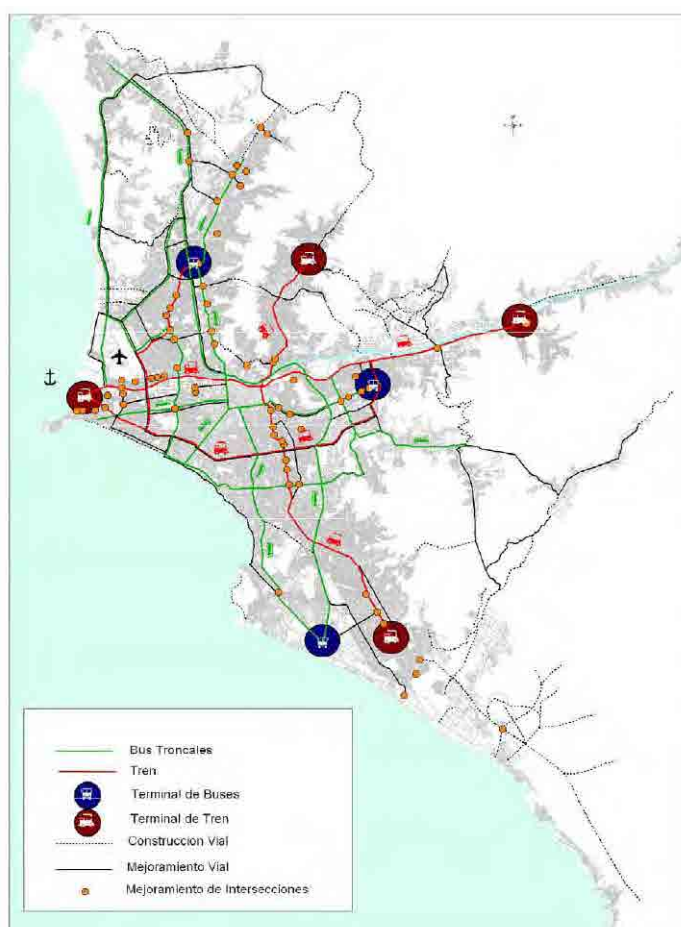 Bus Troncales
Tren
Terminal de Buses
Terminal de Tren
Construccion Vial
Mejoramiento Vial
Mejoramiento de Intersecciones